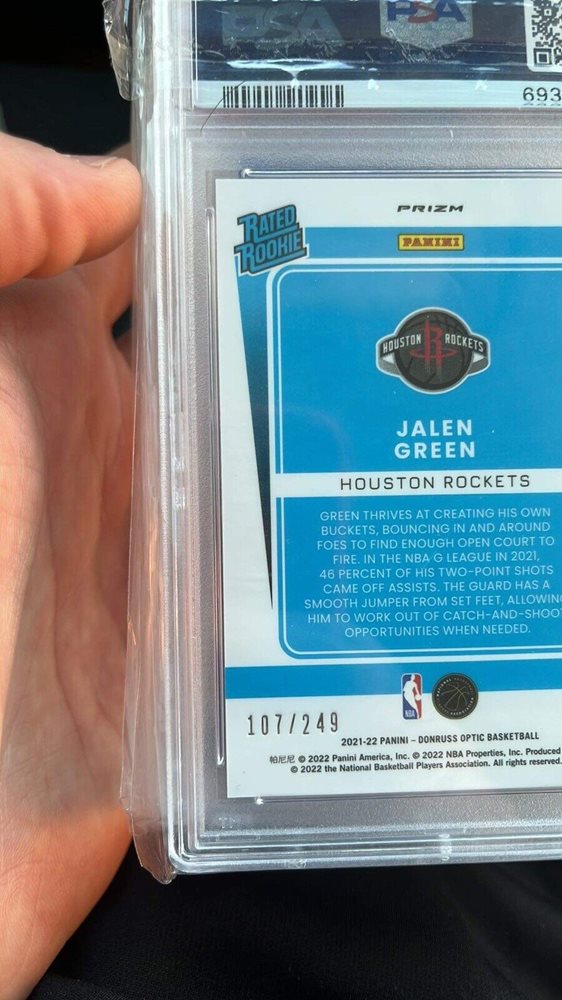 PSA
PSA
693
PRIZM
RATED
ROOKIE
PANINI
HOUSTON ROCKETS
JALEN
GREEN
HOUSTON ROCKETS
GREEN THRIVES AT CREATING HIS OWN
BUCKETS, BOUNCING IN AND AROUND
FOES TO FIND ENOUGH OPEN COURT TO
FIRE. IN THE NBA G LEAGUE IN 2021,
46 PERCENT OF HIS TWO-POINT SHOTS
CAME OFF ASSISTS. THE GUARD HAS A
SMOOTH JUMPER FROM SET FEET, ALLOWING
HIM TO WORK OUT OF CATCH-AND-SHOOT
OPPORTUNITIES WHEN NEEDED.
NBA
107/249
2021-22 PANINI – DONRUSS OPTIC BASKETBALL
帕尼尼 © 2022 Panini America, Inc. © 2022 NBA Properties, Inc. Produced
© 2022 the National Basketball Players Association. All rights reserved.